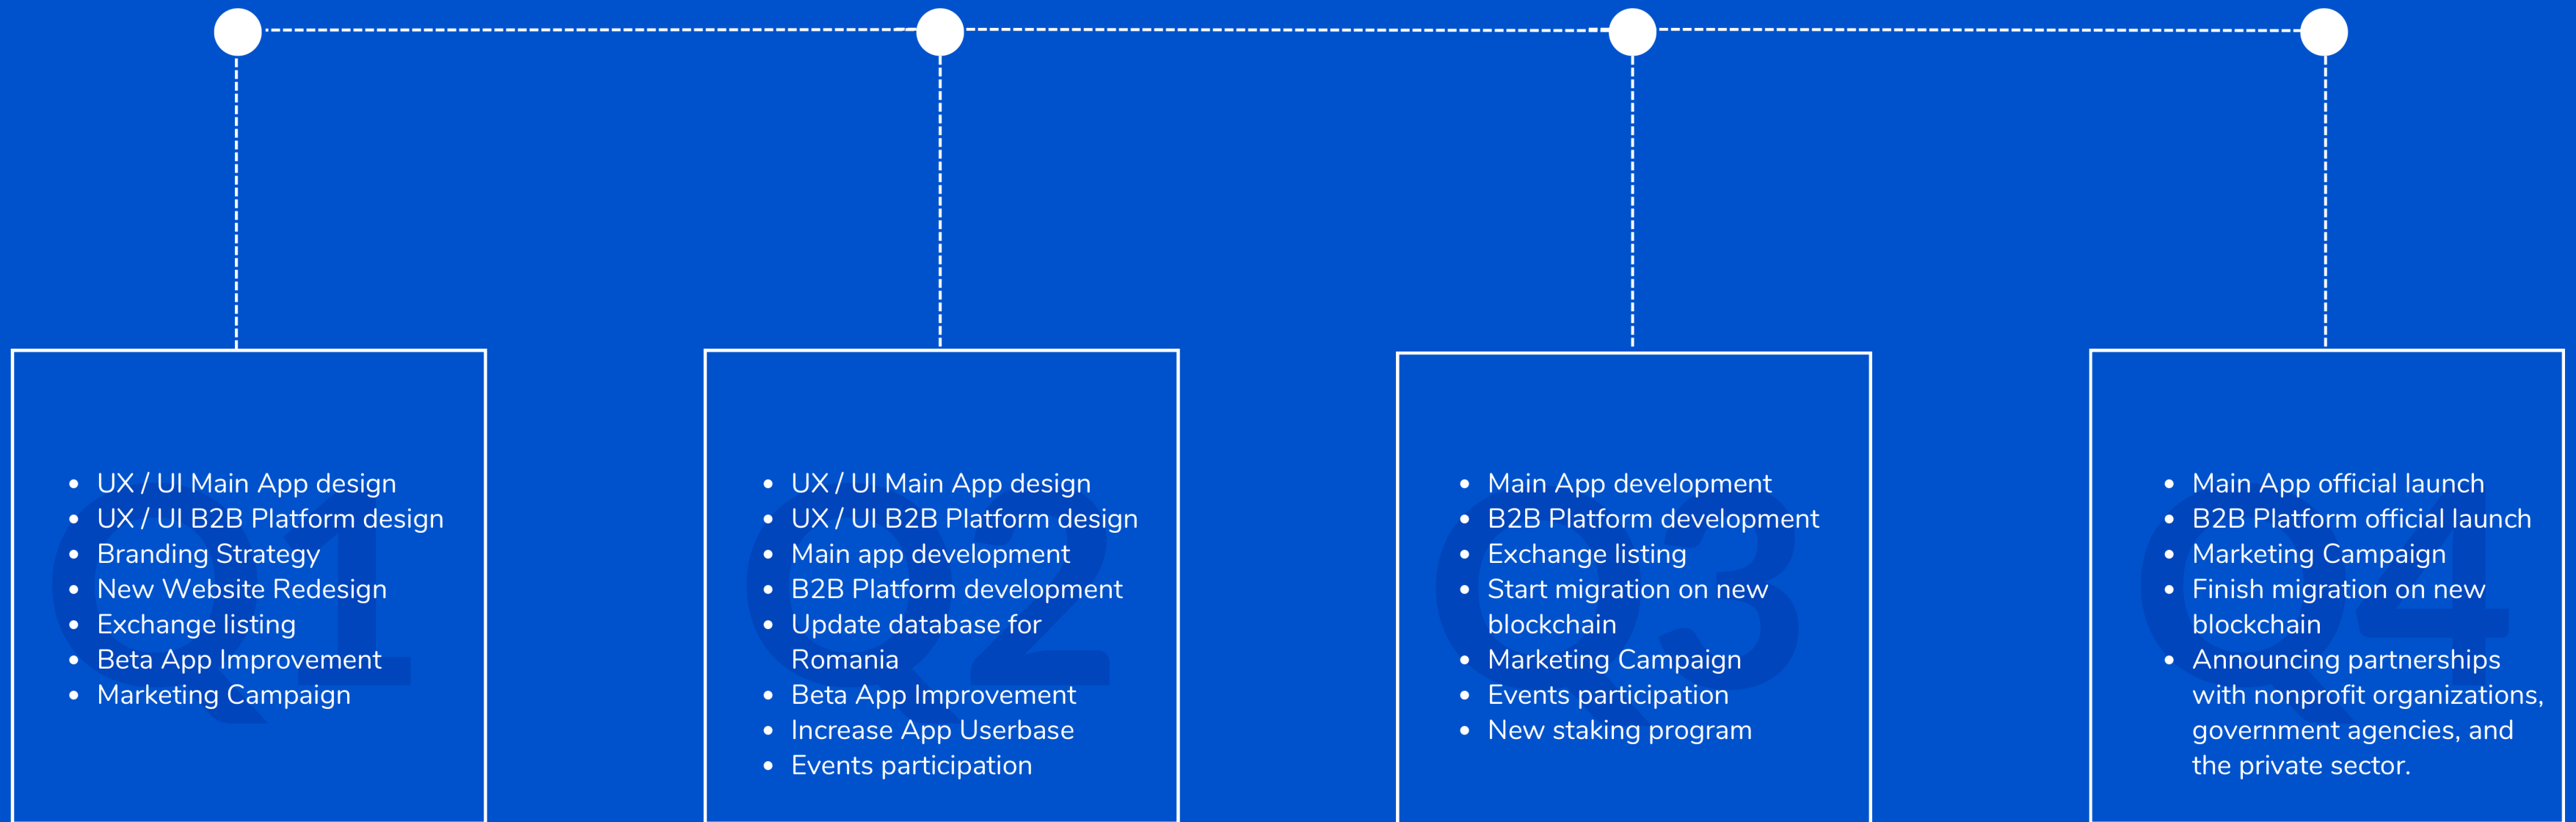 Q1
• UX / UI Main App design
• UX / UI B2B Platform design
• Branding Strategy
• New Website Redesign
• Exchange listing
• Beta App Improvement
• Marketing Campaign
Q2
• UX / UI Main App design
• UX / UI B2B Platform design
• Main app development
• B2B Platform development
• Update database for
Romania
• Beta App Improvement
• Increase App Userbase
• Events participation
Q3
• Main App development
• B2B Platform development
• Exchange listing
• Start migration on new
blockchain
• Marketing Campaign
• Events participation
• New staking program
Q4
• Main App official launch
• B2B Platform official launch
• Marketing Campaign
• Finish migration on new
blockchain
• Announcing partnerships
with nonprofit organizations,
government agencies, and
the private sector.